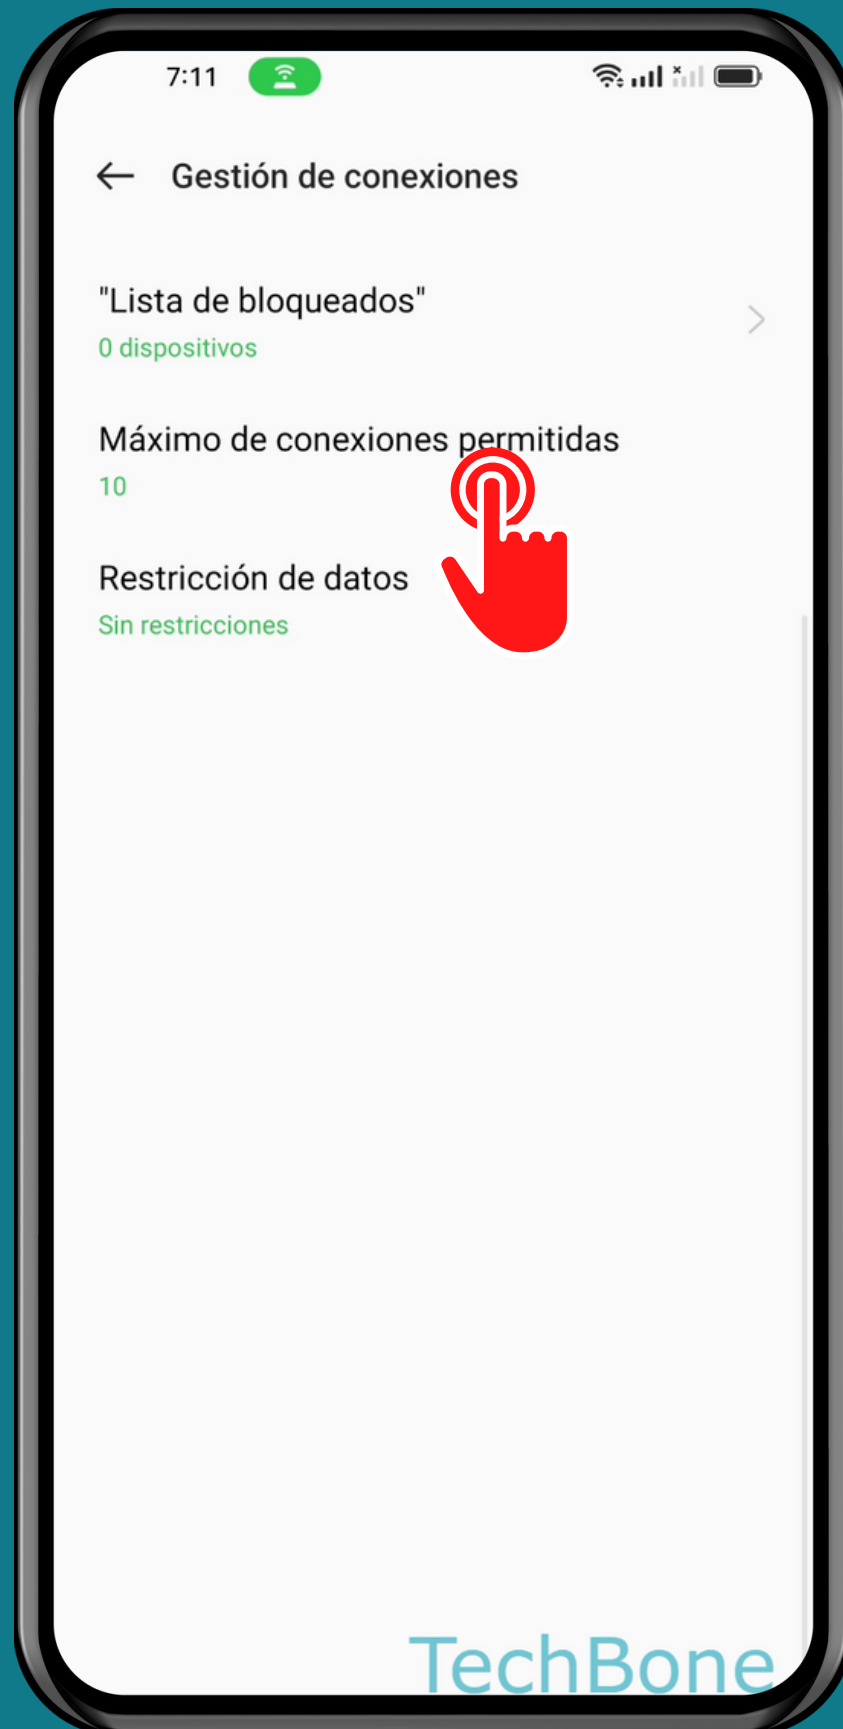 7:11
Gestión de conexiones
"Lista de bloqueados"
0 dispositivos
Máximo de conexiones permitidas
10
Restricción de datos
Sin restricciones
TechBone